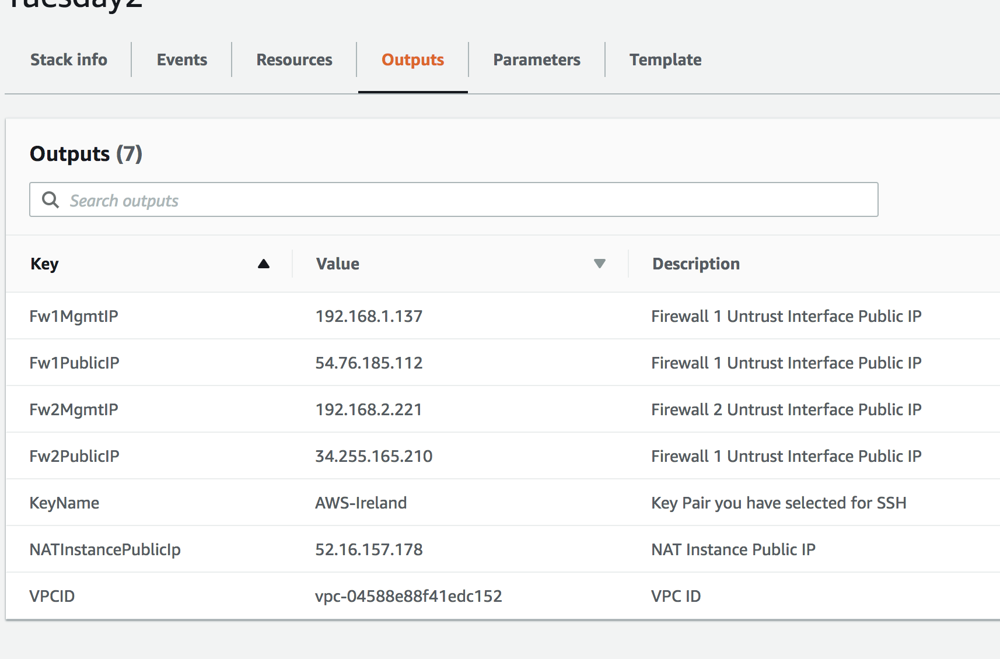 Tuesday2
Stack info Events Resources Outputs Parameters Template
Outputs (7)
Search outputs
Key Value Description
Fw1MgmtIP 192.168.1.137 Firewall 1 Untrust Interface Public IP
Fw1PublicIP 54.76.185.112 Firewall 1 Untrust Interface Public IP
Fw2MgmtIP 192.168.2.221 Firewall 2 Untrust Interface Public IP
Fw2PublicIP 34.255.165.210 Firewall 1 Untrust Interface Public IP
KeyName AWS-Ireland Key Pair you have selected for SSH
NATInstancePublicIp 52.16.157.178 NAT Instance Public IP
VPCID vpc-04588e88f41edc152 VPC ID